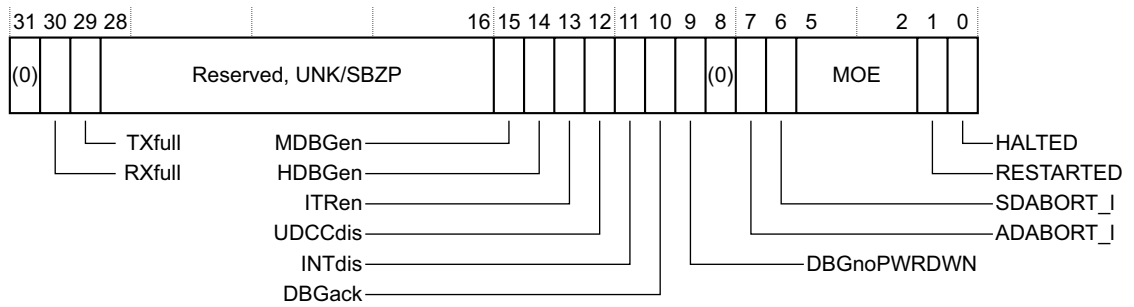 31 30 29 28 16 15 14 13 12 11 10 9 8 7 6 5 2 1 0
(0) Reserved, UNK/SBZP (0) MOE
TXfull MDBGen HALTED
RXfull HDBGen RESTARTED
ITRen SDABORT_l
UDCCdis ADABORT_l
INTdis DBGnoPWRDWN
DBGack